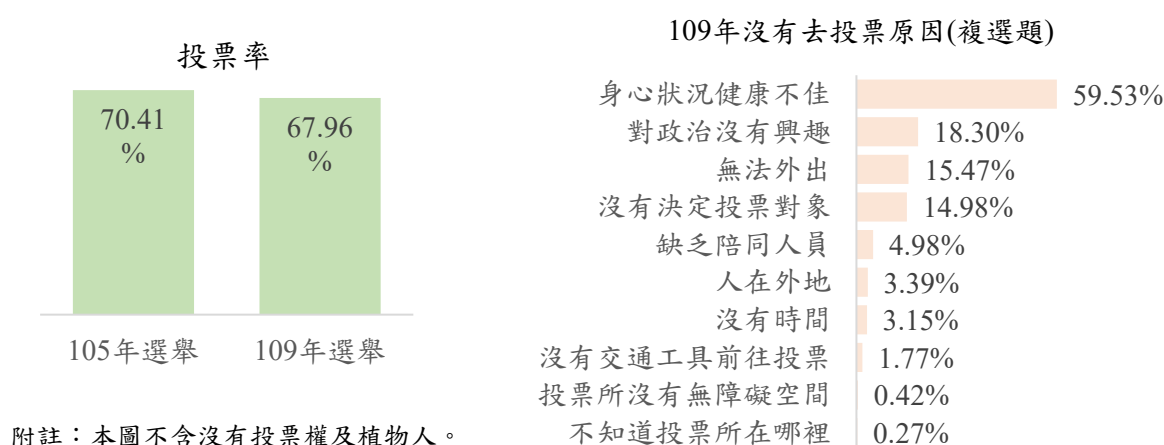 投票率
70.41
%
67.96
%
105年選舉
109年選舉
附註：本圖不含沒有投票權及植物人。
109年沒有去投票原因(複選題)
身心狀況健康不佳 59.53%
對政治沒有興趣 18.30%
無法外出 15.47%
沒有決定投票對象 14.98%
缺乏陪同人員 4.98%
人在外地 3.39%
沒有時間 3.15%
沒有交通工具前往投票 1.77%
投票所沒有無障礙空間 0.42%
不知道投票所在哪裡 0.27%